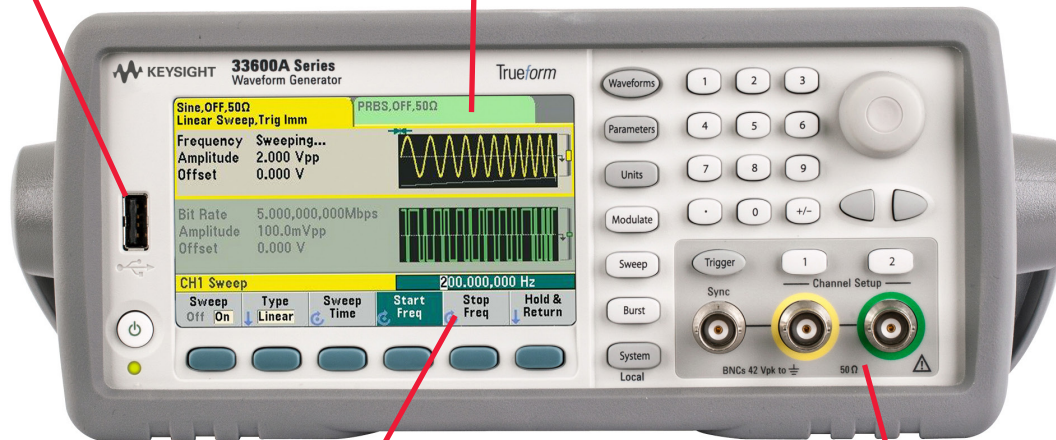 KEYSIGHT
33600A Series
Waveform Generator
Trueform
Sine,OFF,50Ω
Linear Sweep,Trig Imm
PRBS,OFF,50Ω
Frequency Sweeping...
Amplitude 2.000 Vpp
Offset 0.000 V
Bit Rate 5.000,000,000Mbps
Amplitude 100.0mVpp
Offset 0.000 V
CH1 Sweep 200.000,000 Hz
Sweep
Off On
Type
Linear
Sweep
Time
Start
Freq
Stop
Freq
Hold &
Return
Waveforms
Parameters
Units
Modulate
Sweep
Burst
System
Local
1 2 3
4 5 6
7 8 9
. 0 +/-
Trigger 1 2
Channel Setup
Sync
BNCs 42 Vpk to
50 Ω